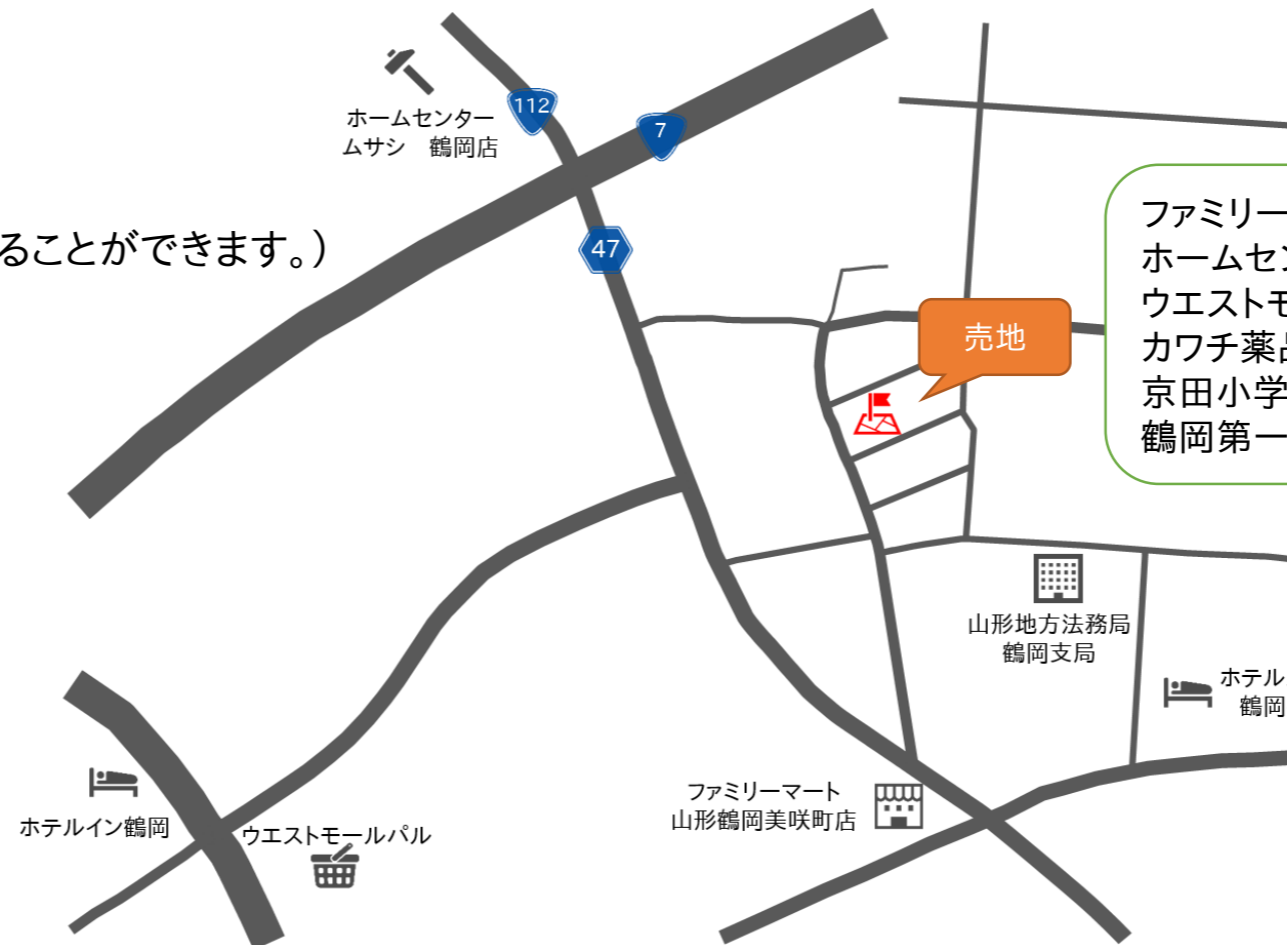 ホームセンター
ムサシ　鶴岡店
112
7
ることができます。）
47
売地
ファミリー
ホームセン
ウエストモ
カワチ薬品
京田小学
鶴岡第一
山形地方法務局
鶴岡支局
ホテル
鶴岡
ファミリーマート
山形鶴岡美咲町店
ホテルイン鶴岡
ウエストモールパル